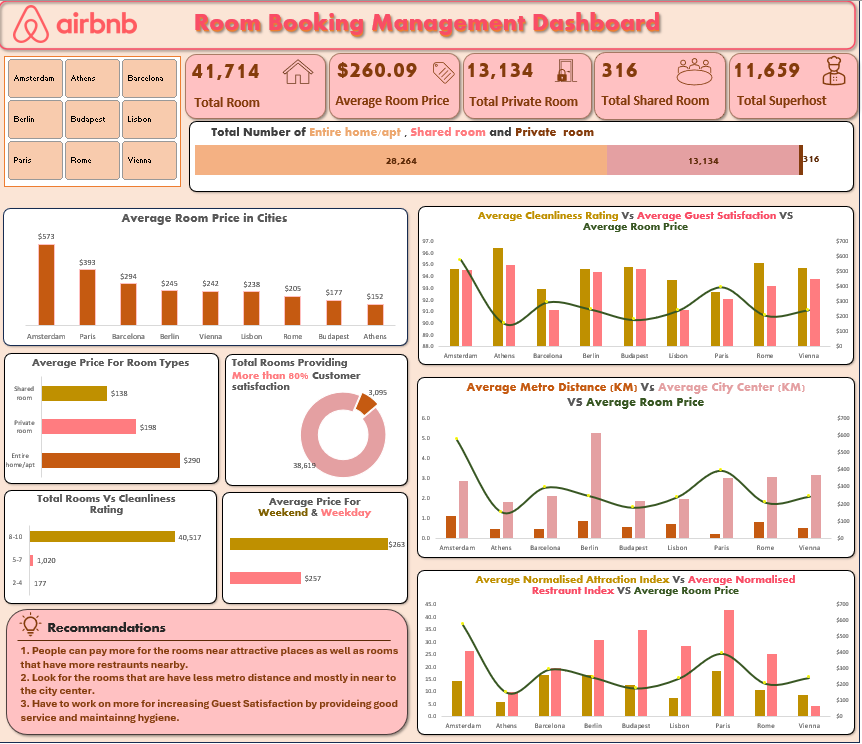 airbnb
Room Booking Management Dashboard
Amsterdam Athens Barcelona
Berlin Budapest Lisbon
Paris Rome Vienna
41,714
Total Room
$260.09
Average Room Price
13,134
Total Private Room
316
Total Shared Room
11,659
Total Superhost
Total Number of Entire home/apt , Shared room and Private room
28,264 13,134 316
Average Room Price in Cities
$573 $393 $294 $245 $242 $238 $205 $177 $152
Amsterdam Paris Barcelona Berlin Vienna Lisbon Rome Budapest Athens
Average Price For Room Types
Shared
room
$138
Private
room
$198
Entire
home/apt
$290
Total Rooms Providing
More than 80% Customer
satisfaction
3,095
38,619
Total Rooms Vs Cleanliness
Rating
8-10 40,517
5-7 1,020
2-4 177
Average Price For
Weekend & Weekday
$263
$257
Recommandations
1. People can pay more for the rooms near attractive places as well as rooms
that have more restraunts nearby.
2. Look for the rooms that are have less metro distance and mostly in near to
the city center.
3. Have to work on more for increasing Guest Satisfaction by provideing good
service and maintainng hygiene.
Average Cleanliness Rating Vs Average Guest Satisfaction VS
Average Room Price
97.0 $700
96.0 $600
95.0
94.0 $500
93.0 $400
92.0 $300
91.0
90.0 $200
89.0 $100
88.0 $0
Amsterdam Athens Barcelona Berlin Budapest Lisbon Paris Rome Vienna
Average Metro Distance (KM) Vs Average City Center (KM)
VS Average Room Price
6.0 $700
5.0 $600
4.0 $500
$400
3.0
$300
2.0 $200
1.0 $100
0.0 $0
Amsterdam Athens Barcelona Berlin Budapest Lisbon Paris Rome Vienna
Average Normalised Attraction Index Vs Average Normalised
Restraunt Index VS Average Room Price
45.0 $700
40.0 $600
35.0
30.0 $500
25.0 $400
20.0 $300
15.0
10.0 $200
5.0 $100
0.0 $0
Amsterdam Athens Barcelona Berlin Budapest Lisbon Paris Rome Vienna